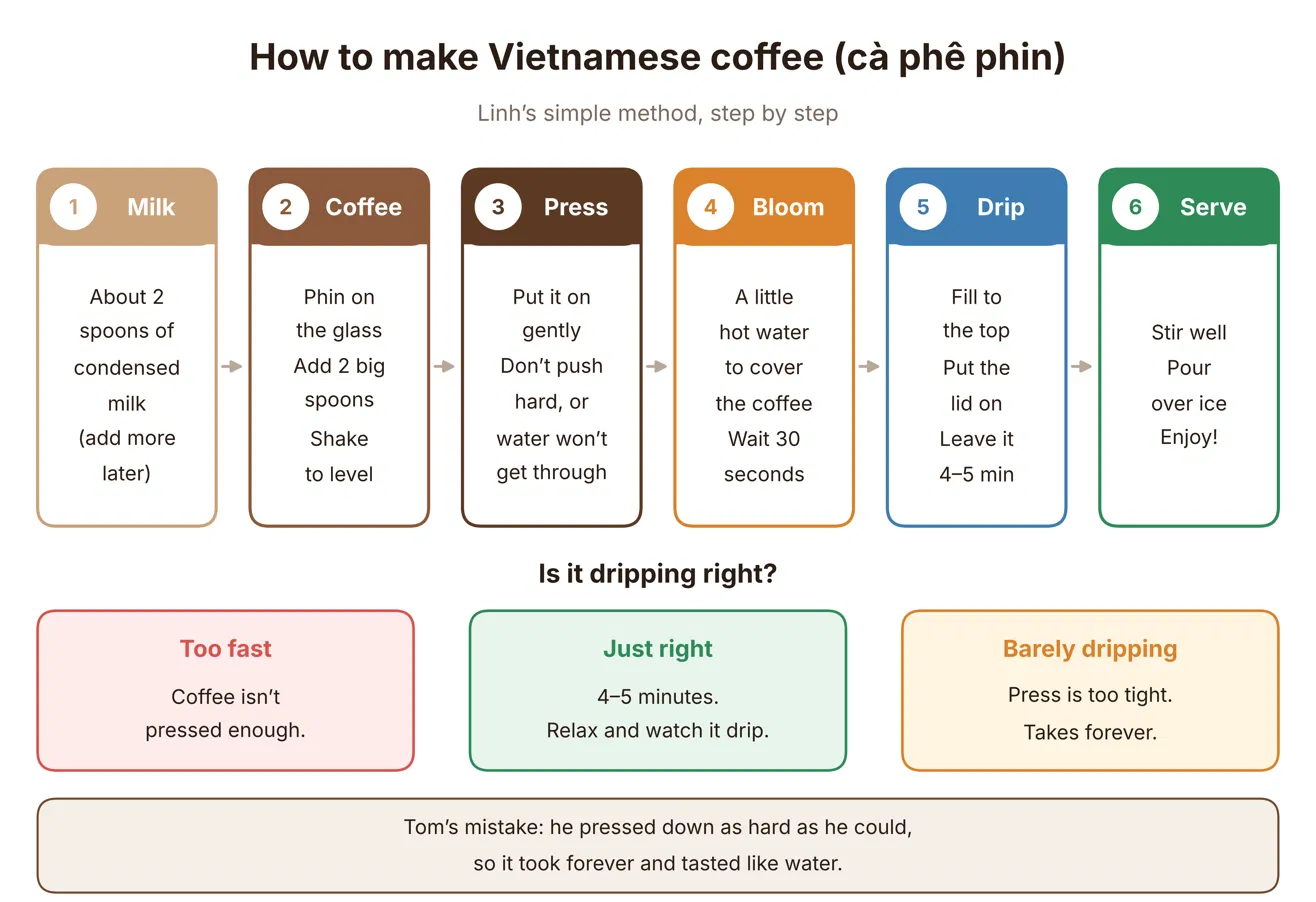 How to make Vietnamese coffee (cà phê phin)
Linh’s simple method, step by step
1 Milk
About 2
spoons of
condensed
milk
(add more
later)
2 Coffee
Phin on
the glass
Add 2 big
spoons
Shake
to level
3 Press
Put it on
gently
Don’t push
hard, or
water won’t
get through
4 Bloom
A little
hot water
to cover
the coffee
Wait 30
seconds
5 Drip
Fill to
the top
Put the
lid on
Leave it
4–5 min
6 Serve
Stir well
Pour
over ice
Enjoy!
Is it dripping right?
Too fast
Coffee isn’t
pressed enough.
Just right
4–5 minutes.
Relax and watch it drip.
Barely dripping
Press is too tight.
Takes forever.
Tom’s mistake: he pressed down as hard as he could,
so it took forever and tasted like water.